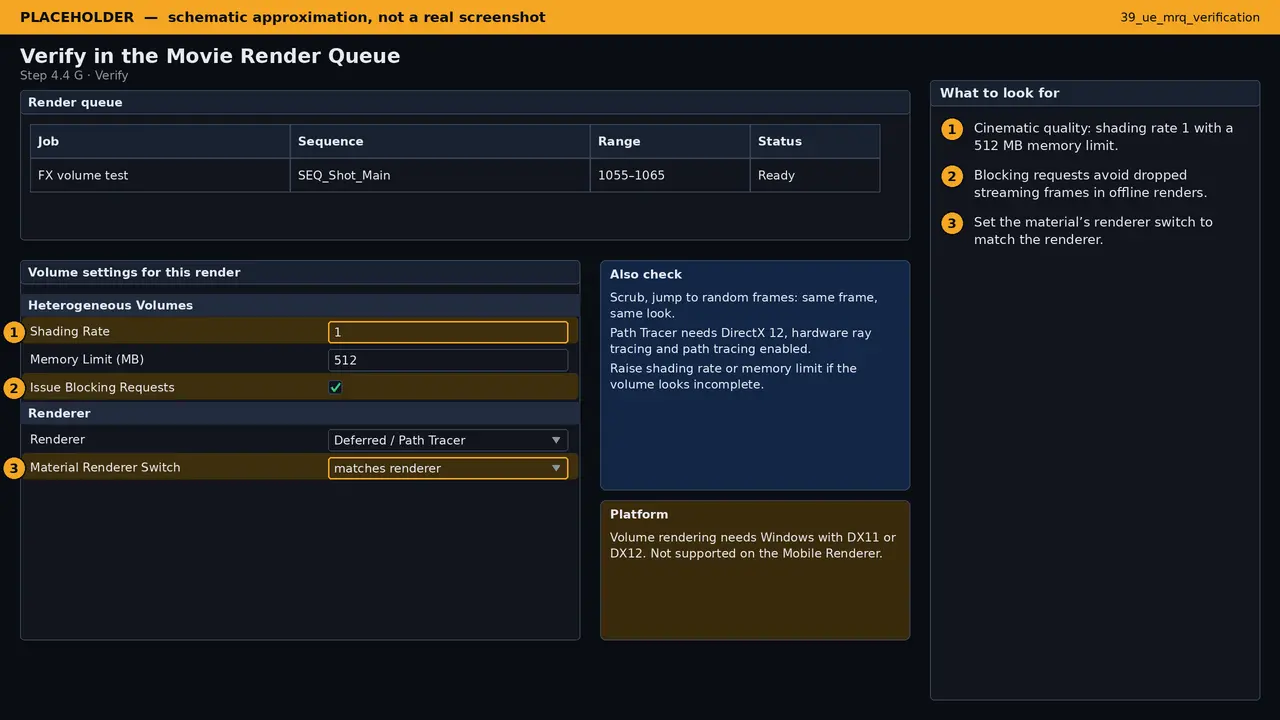 PLACEHOLDER — schematic approximation, not a real screenshot
39_ue_mrq_verification
Verify in the Movie Render Queue
Step 4.4 G · Verify
Render queue
Job Sequence Range Status
FX volume test SEQ_Shot_Main 1055–1065 Ready
Volume settings for this render
Heterogeneous Volumes
1 Shading Rate 1
Memory Limit (MB) 512
2 Issue Blocking Requests
Renderer
Renderer Deferred / Path Tracer
3 Material Renderer Switch matches renderer
Also check
Scrub, jump to random frames: same frame,
same look.
Path Tracer needs DirectX 12, hardware ray
tracing and path tracing enabled.
Raise shading rate or memory limit if the
volume looks incomplete.
Platform
Volume rendering needs Windows with DX11 or
DX12. Not supported on the Mobile Renderer.
What to look for
1 Cinematic quality: shading rate 1 with a
512 MB memory limit.
2 Blocking requests avoid dropped
streaming frames in offline renders.
3 Set the material’s renderer switch to
match the renderer.